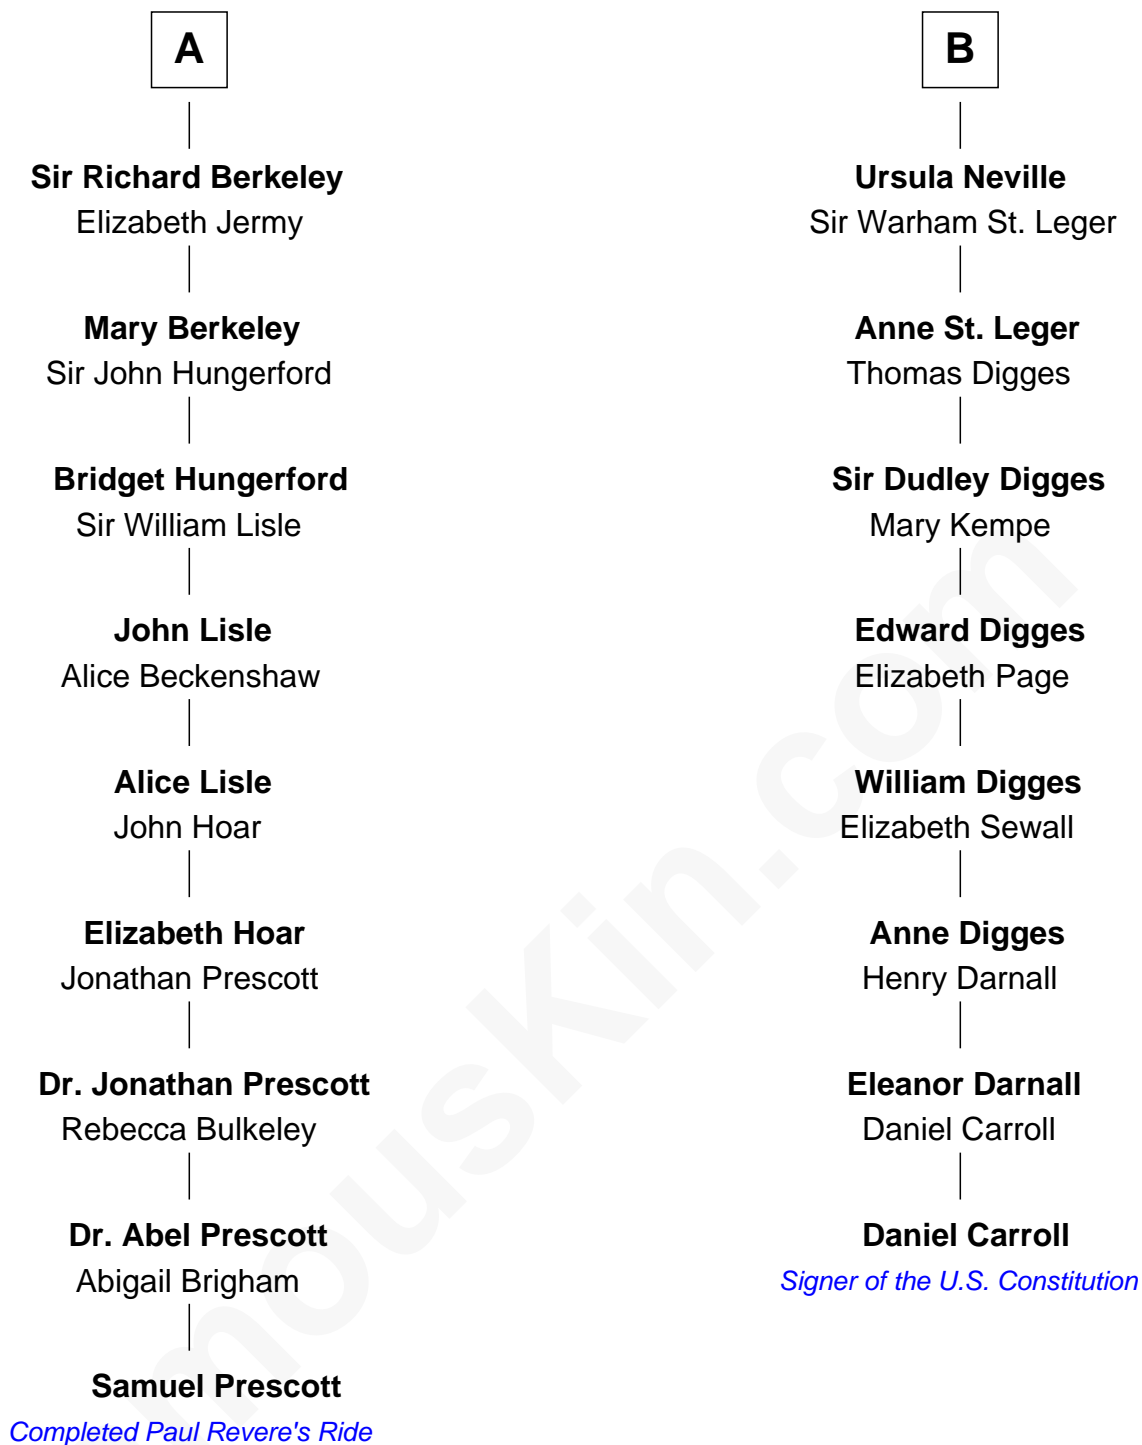 A
Sir Richard Berkeley
Elizabeth Jermy
Mary Berkeley
Sir John Hungerford
Bridget Hungerford
Sir William Lisle
John Lisle
Alice Beckenshaw
Alice Lisle
John Hoar
Elizabeth Hoar
Jonathan Prescott
Dr. Jonathan Prescott
Rebecca Bulkeley
Dr. Abel Prescott
Abigail Brigham
Samuel Prescott
Completed Paul Revere's Ride
B
Ursula Neville
Sir Warham St. Leger
Anne St. Leger
Thomas Digges
Sir Dudley Digges
Mary Kempe
Edward Digges
Elizabeth Page
William Digges
Elizabeth Sewall
Anne Digges
Henry Darnall
Eleanor Darnall
Daniel Carroll
Daniel Carroll
Signer of the U.S. Constitution
mousKin.com